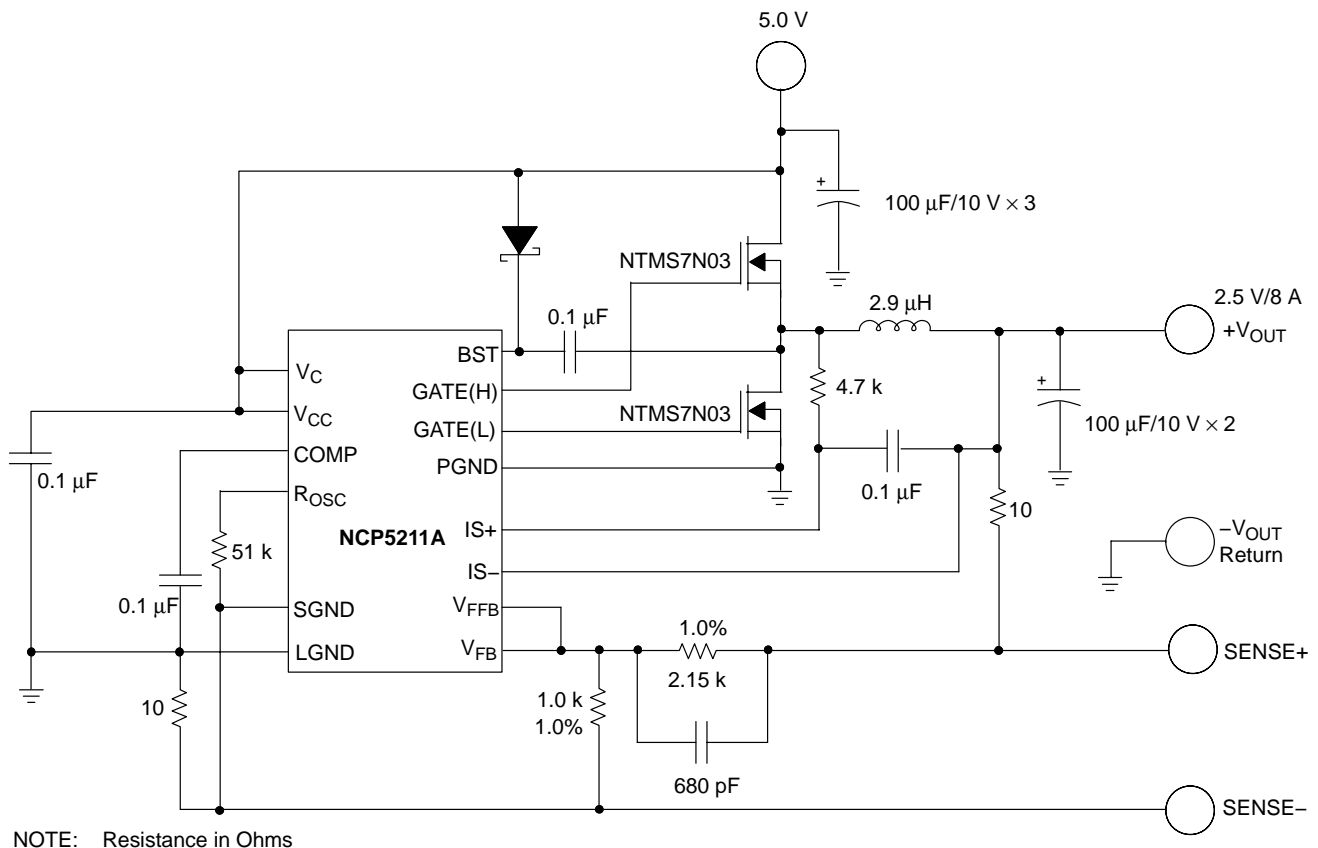 5.0 V
+
100 μF/10 V × 3
NTMS7N03
2.9 μH
2.5 V/8 A
+VOUT
0.1 μF
BST
VC
GATE(H)
4.7 k
+
NTMS7N03
VCC
GATE(L)
100 μF/10 V × 2
COMP
PGND
0.1 μF
0.1 μF
ROSC
10
NCP5211A
IS+
–VOUT
Return
51 k
IS–
0.1 μF
SGND
VFFB
1.0%
LGND
VFB
SENSE+
2.15 k
10
1.0 k
1.0%
680 pF
SENSE–
NOTE: Resistance in Ohms